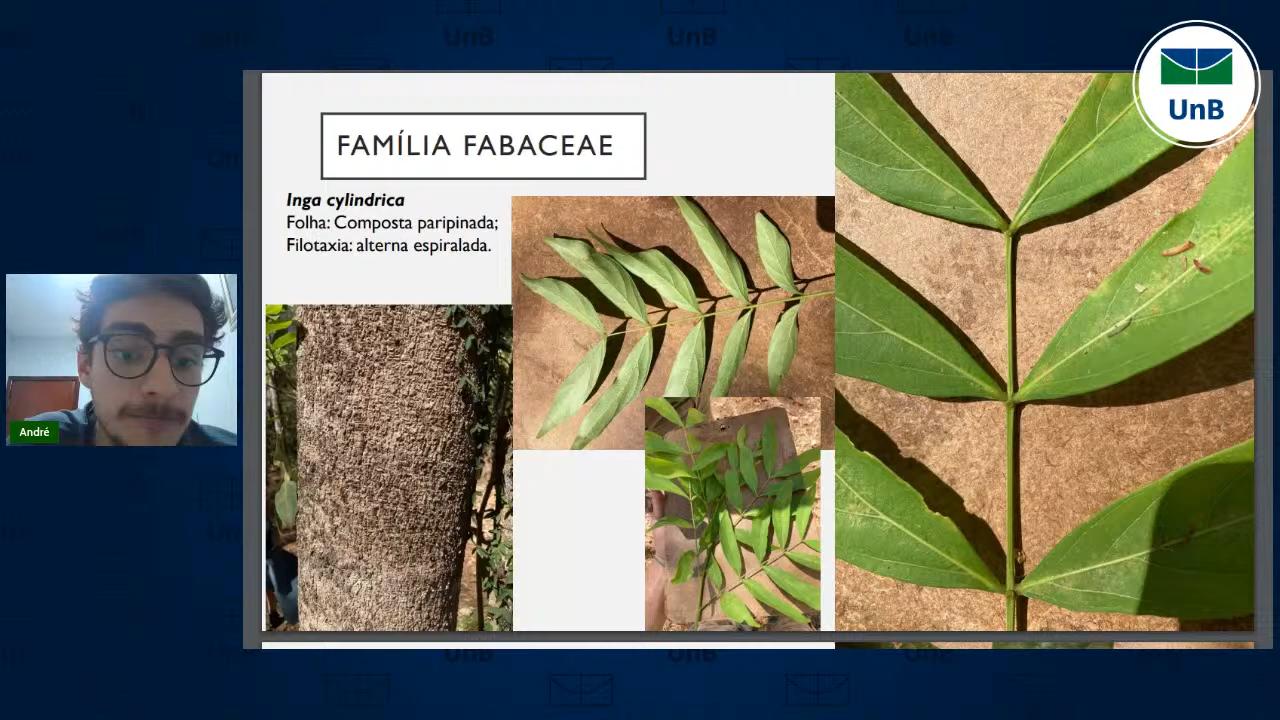 UnB
FAMÍLIA FABACEAE
Inga cylindrica
Folha: Composta paripinada;
Filotaxia: alterna espiralada.
André